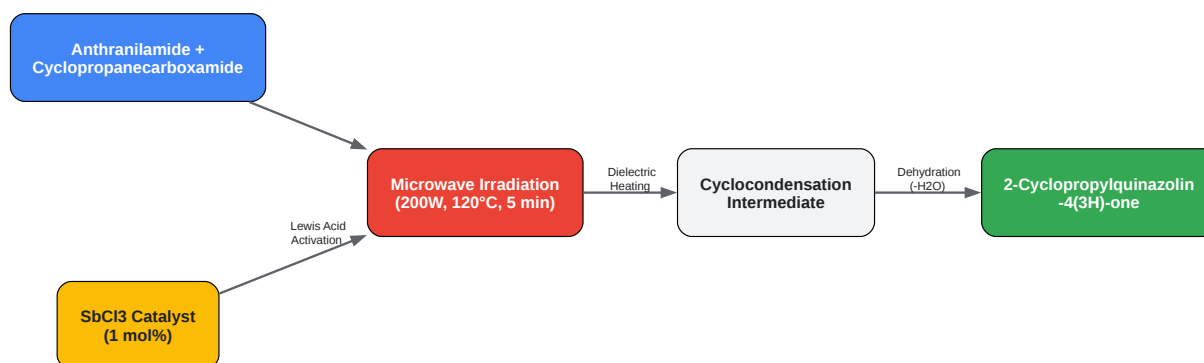 Anthranilamide +
Cyclopropanecarboxamide
Lewis Acid
Activation
SbCl3 Catalyst
(1 mol%)
Microwave Irradiation
(200W, 120°C, 5 min)
Dielectric
Heating
Cyclocondensation
Intermediate
Dehydration
(-H2O)
2-Cyclopropylquinazolin
-4(3H)-one